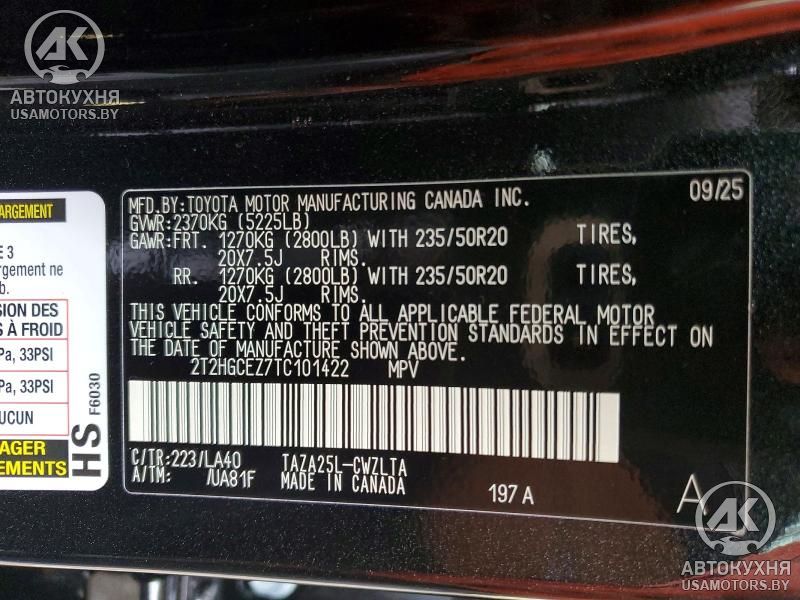 AK
АВТОКУХНЯ
USAMOTORS.BY
ARGEMENT
E 3
argement ne
b.
SION DES
S À FROID
Pa, 33PSI
Pa, 33PSI
UCUN
AGER
EMENTS
HS
F6030
MFD.BY:TOYOTA MOTOR MANUFACTURING CANADA INC. 09/25
GVWR:2370KG (5225LB)
GAWR:FRT. 1270KG (2800LB) WITH 235/50R20 TIRES,
20X7.5J RIMS.
RR. 1270KG (2800LB) WITH 235/50R20 TIRES,
20X7.5J RIMS.
THIS VEHICLE CONFORMS TO ALL APPLICABLE FEDERAL MOTOR
VEHICLE SAFETY AND THEFT PREVENTION STANDARDS IN EFFECT ON
THE DATE OF MANUFACTURE SHOWN ABOVE.
2T2HGCEZ7TC101422 MPV
C/TR:223/LA40 TAZA25L-CWZLTA
A/TM: /UA81F MADE IN CANADA
197 A
A
AK
АВТОКУХНЯ
USAMOTORS.BY